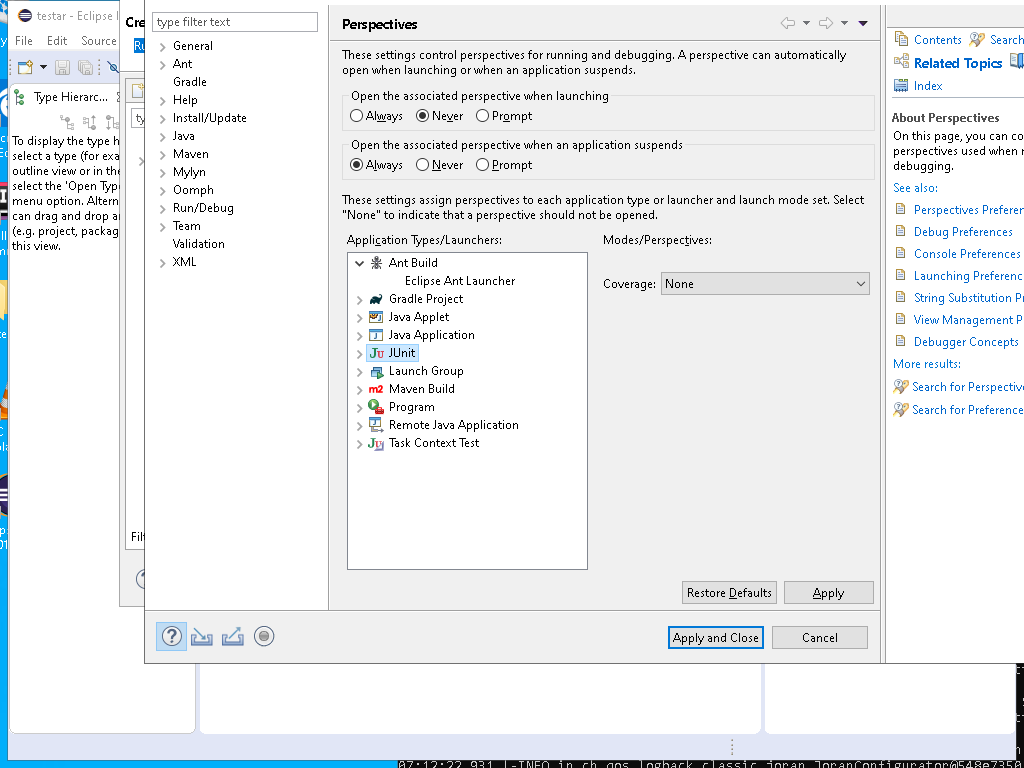 testar - Eclipse I
File Edit Source
Type Hierarc...
To display the type h
select a type (for exa
outline view or in the
select the 'Open Type
menu option. Altern
can drag and drop a
(e.g. project, packag
this view.
Cre
Ru
ty
Filt
type filter text
General
Ant
Gradle
Help
Install/Update
Java
Maven
Mylyn
Oomph
Run/Debug
Team
Validation
XML
Perspectives
These settings control perspectives for running and debugging. A perspective can automatically
open when launching or when an application suspends.
Open the associated perspective when launching
Always Never Prompt
Open the associated perspective when an application suspends
Always Never Prompt
These settings assign perspectives to each application type or launcher and launch mode set. Select
"None" to indicate that a perspective should not be opened.
Application Types/Launchers:
Modes/Perspectives:
Ant Build
Eclipse Ant Launcher
Gradle Project
Java Applet
Java Application
JUnit
Launch Group
Maven Build
Program
Remote Java Application
Task Context Test
Coverage: None
Restore Defaults Apply
Apply and Close Cancel
Contents Search
Related Topics
Index
About Perspectives
On this page, you can co
perspectives used when r
debugging.
See also:
Perspectives Preferen
Debug Preferences
Console Preferences
Launching Preferenc
String Substitution Pr
View Management P
Debugger Concepts
More results:
Search for Perspective
Search for Preference
07:12:22,931 |-INFO in ch.qos.logback.classic.joran.JoranConfigurator@548e7350